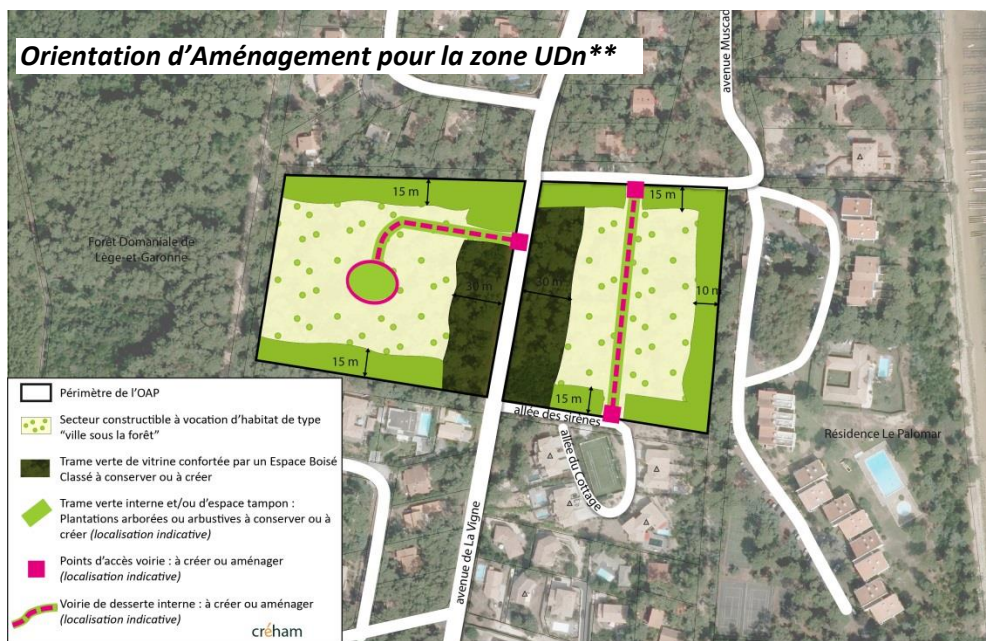 Orientation d'Aménagement pour la zone UDn**
avenue Muscad
15 m
15 m
Forêt Domaniale de
Lège-et-Garonne
30 m
30 m
10 m
15 m
15 m
allée des sirènes
allée du Cottage
avenue de La Vigne
Résidence Le Palomar
Périmètre de l'OAP
Secteur constructible à vocation d'habitat de type
"ville sous la forêt"
Trame verte de vitrine confortée par un Espace Boisé
Classé à conserver ou à créer
Trame verte interne et/ou d'espace tampon :
Plantations arborées ou arbustives à conserver ou à
créer (localisation indicative)
Points d'accès voirie : à créer ou aménager
(localisation indicative)
Voirie de desserte interne : à créer ou aménager
(localisation indicative)
créham